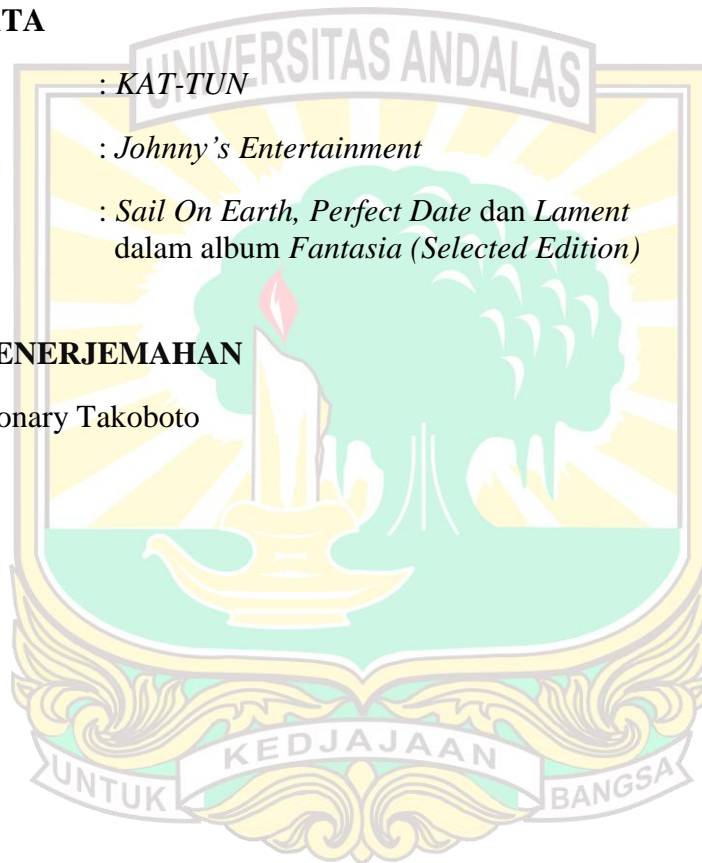 UNIVERSITAS ANDALAS
: KAT-TUN
: Johnny’s Entertainment
: Sail On Earth, Perfect Date dan Lament
dalam album Fantasia (Selected Edition)
ENERJEMAHAN
onary Takoboto
UNTUK KEDJAJAAN BANGSA